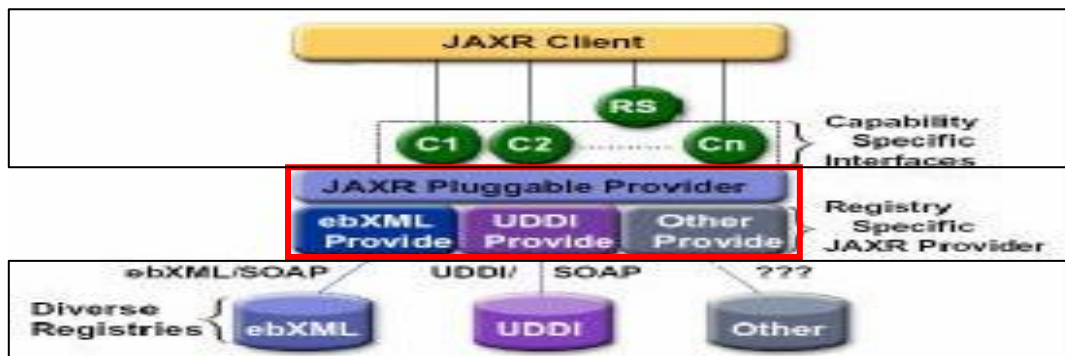 JAXR Client
RS
C1 C2 Cn
Capability
Specific
Interfaces
JAXR Pluggable Provider
ebXML
Provide
UDDI
Provide
Other
Provide
Registry
Specific
JAXR Provider
ebXML/SOAP UDDI/ SOAP ???
Diverse
Registries
ebXML UDDI Other